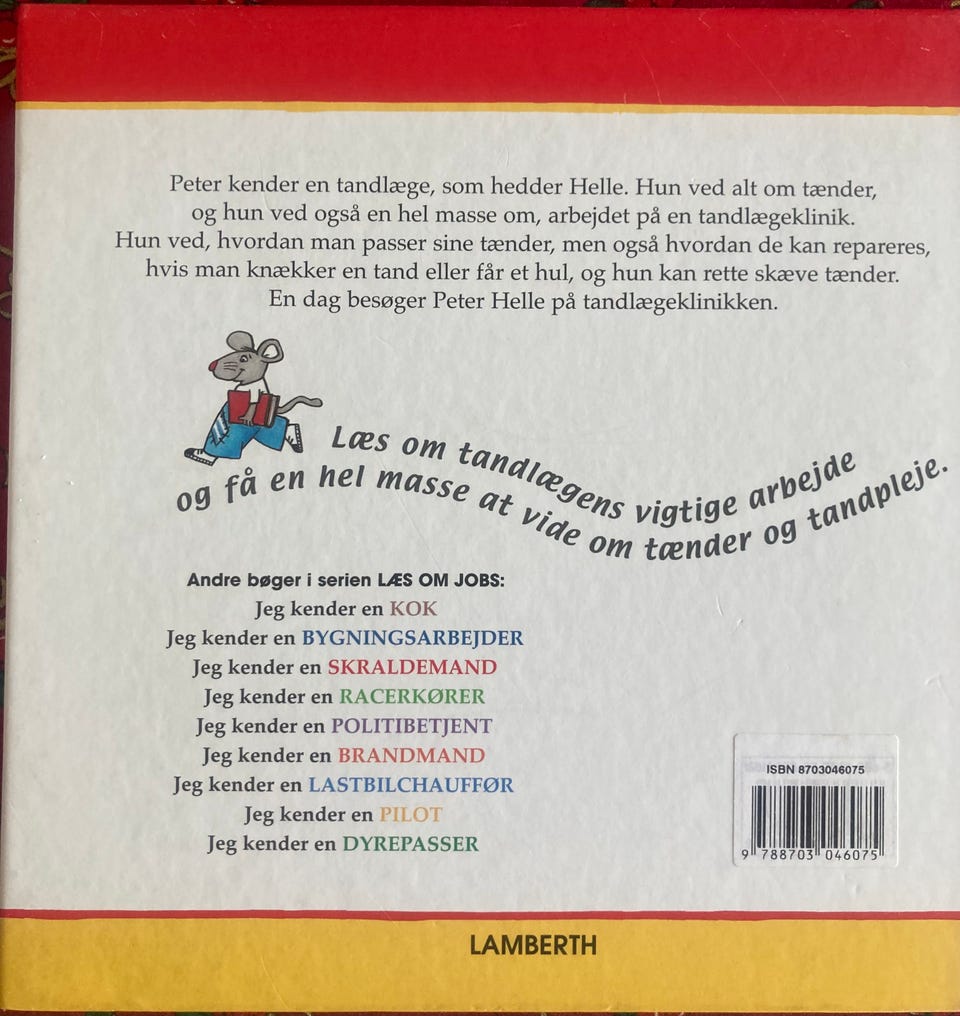 Peter kender en tandlæge, som hedder Helle. Hun ved alt om tænder,
og hun ved også en hel masse om, arbejdet på en tandlægeklinik.
Hun ved, hvordan man passer sine tænder, men også hvordan de kan repareres,
hvis man knækker en tand eller får et hul, og hun kan rette skæve tænder.
En dag besøger Peter Helle på tandlægeklinikken.
Læs om tandlægens vigtige arbejde
og få en hel masse at vide om tænder og tandpleje.
Andre bøger i serien LÆS OM JOBS:
Jeg kender en KOK
Jeg kender en BYGNINGSARBEJDER
Jeg kender en SKRALDEMAND
Jeg kender en RACERKØRER
Jeg kender en POLITIBETJENT
Jeg kender en BRANDMAND
Jeg kender en LASTBILCHAUFFØR
Jeg kender en PILOT
Jeg kender en DYREPASSER
ISBN 8703046075
9 788703 046075
LAMBERTH